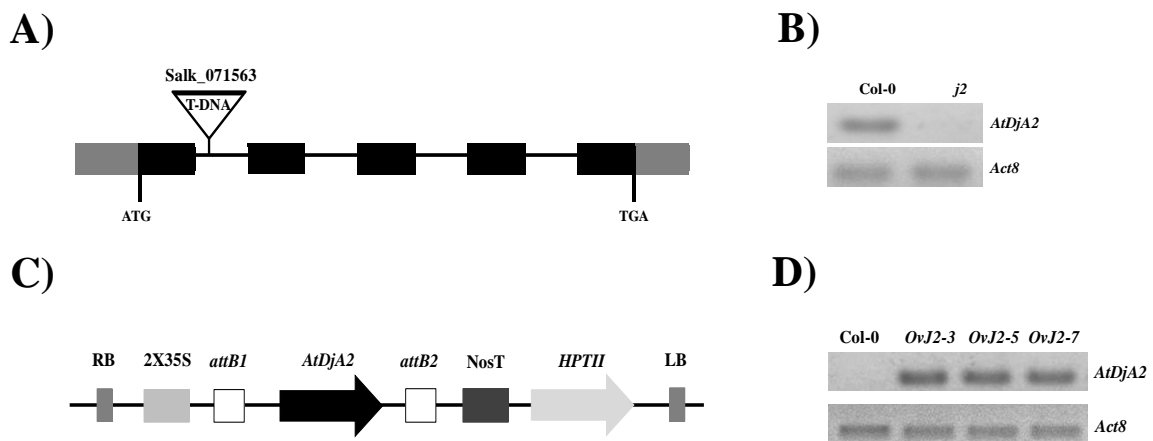 A)
Salk_071563
T-DNA
ATG
TGA
B)
Col-0 j2
AtDjA2
Act8
C)
RB 2X35S attB1 AtDjA2 attB2 NosT HPTII LB
D)
Col-0 OvJ2-3 OvJ2-5 OvJ2-7
AtDjA2
Act8